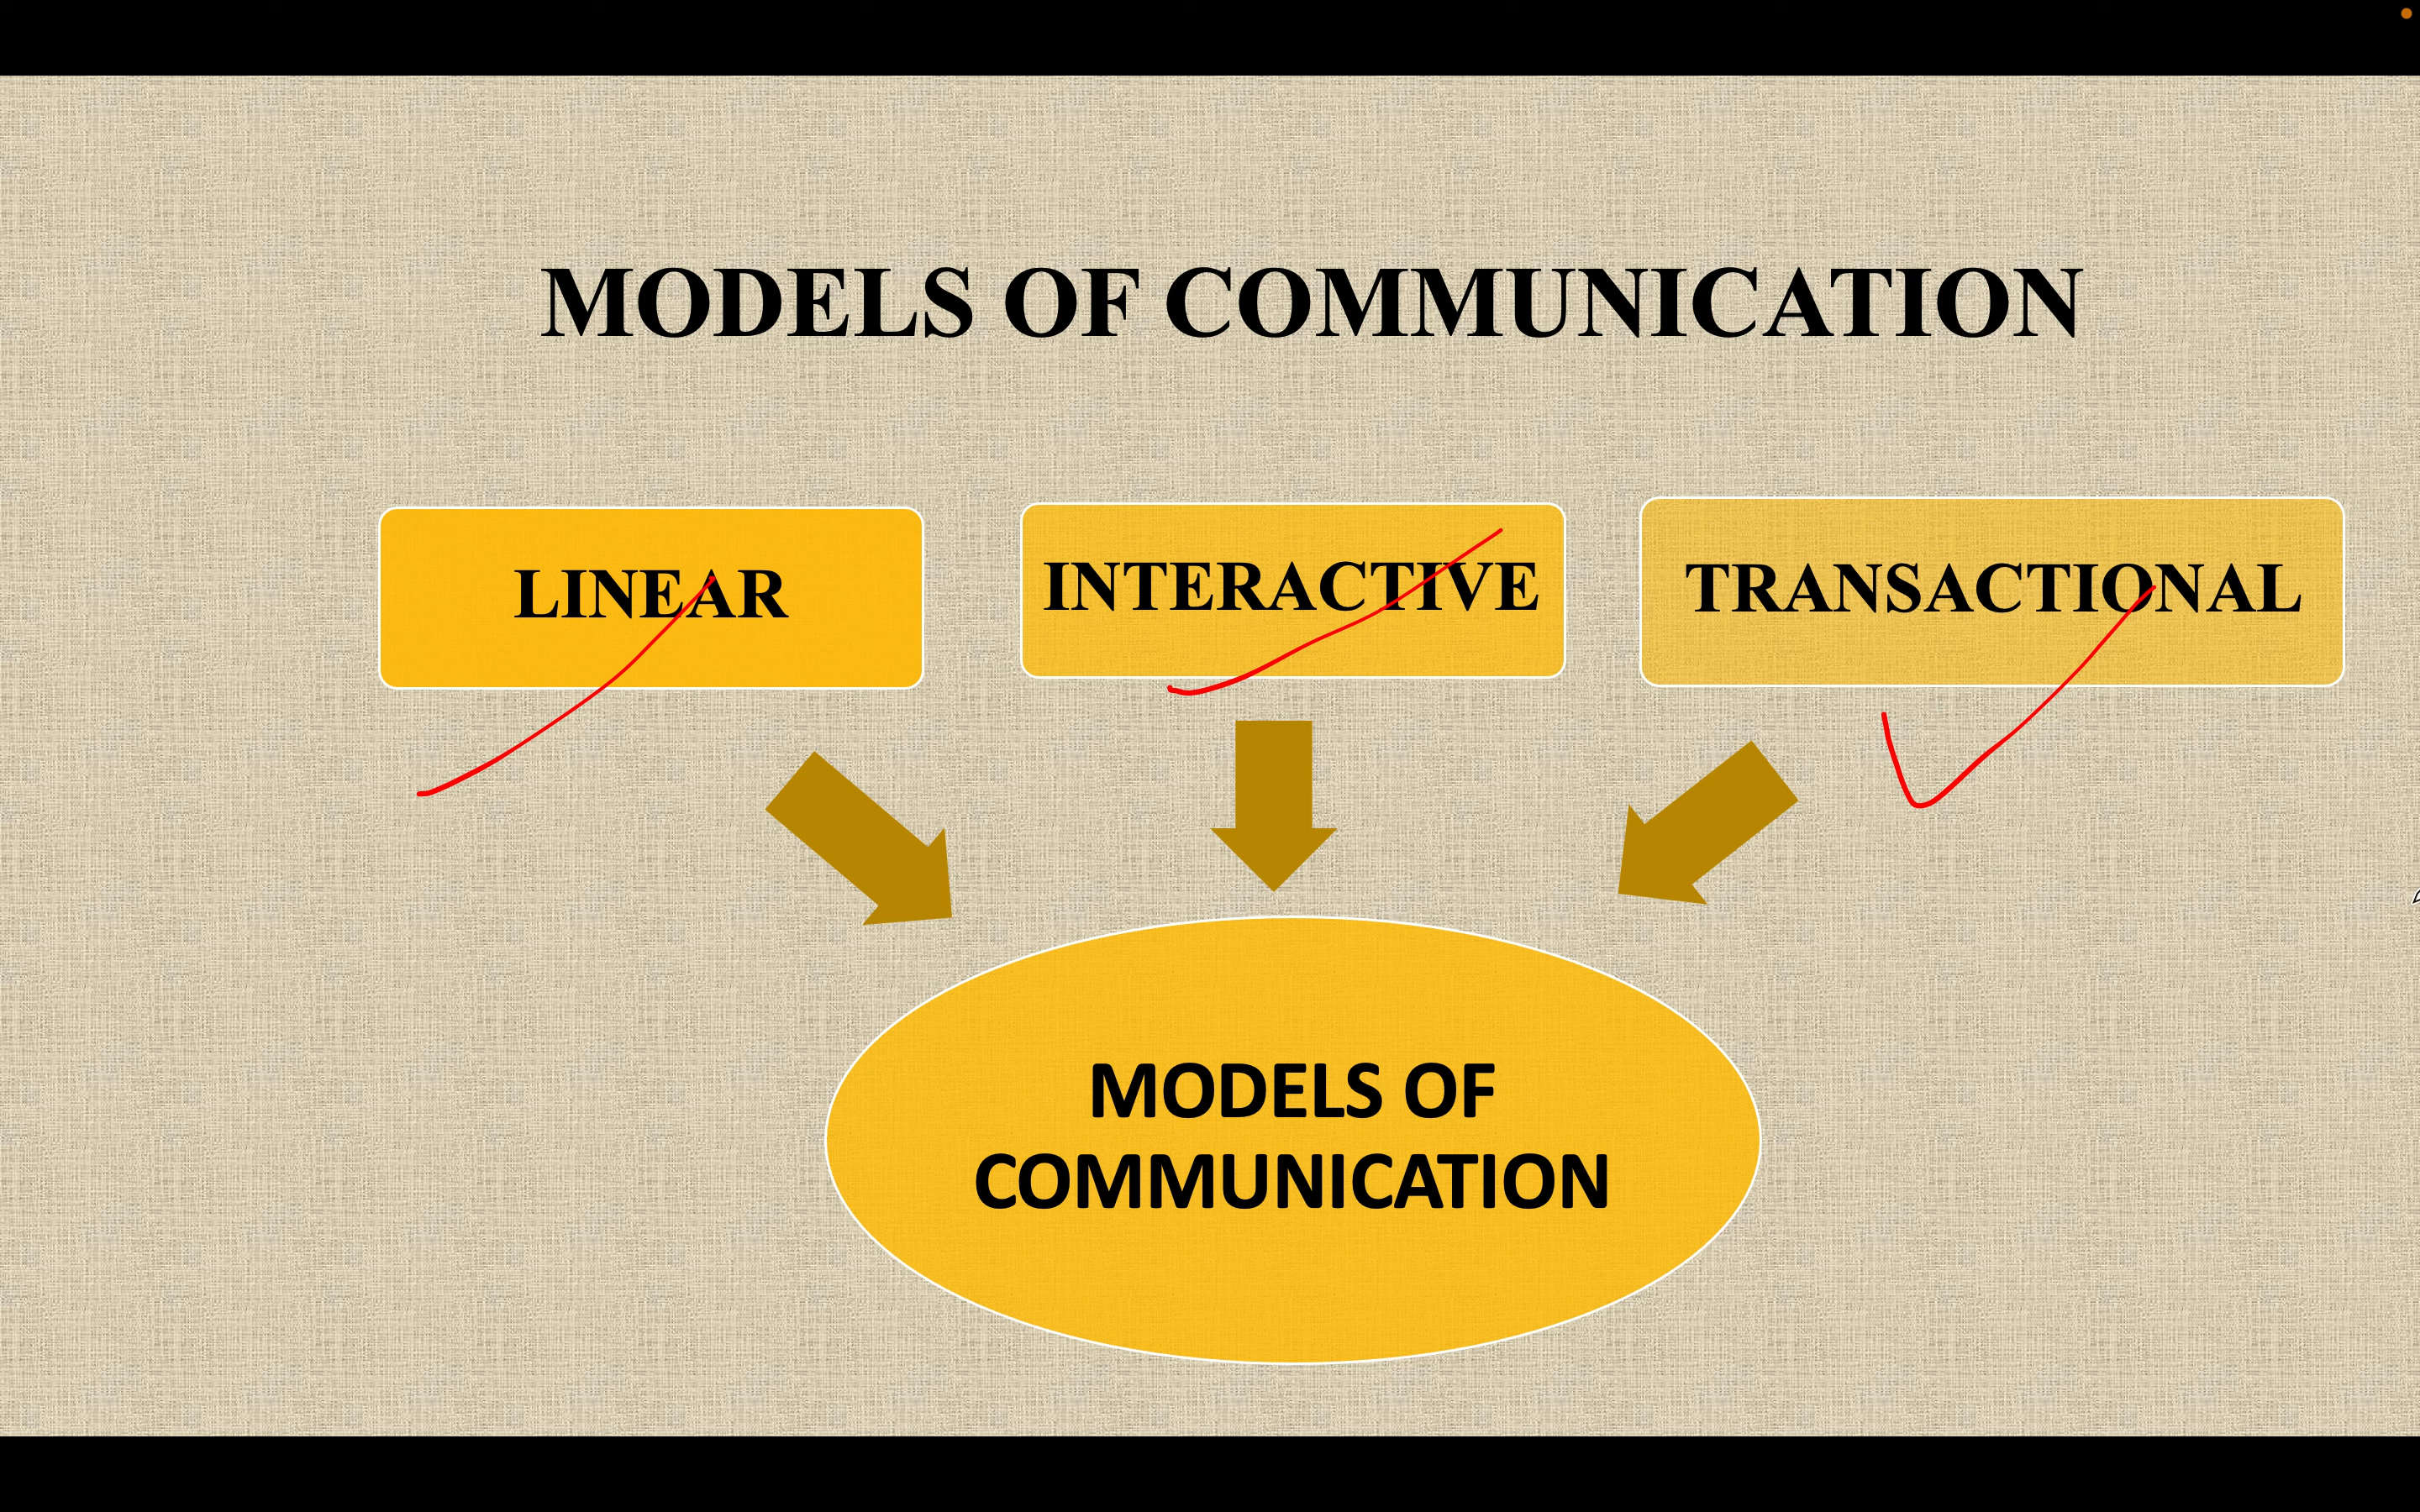 MODELS OF COMMUNICATION
LINEAR
INTERACTIVE
TRANSACTIONAL
MODELS OF
COMMUNICATION